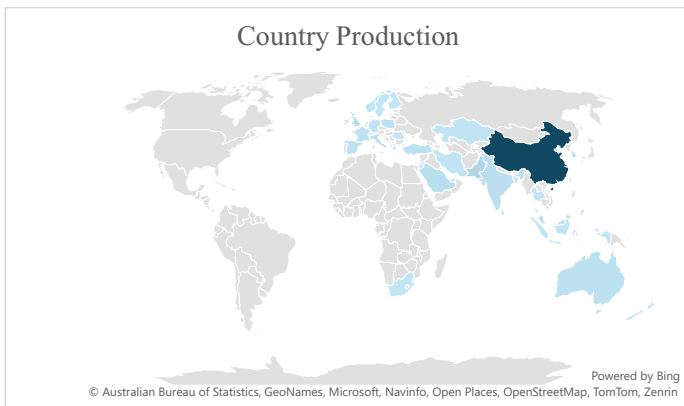 Country Production
Powered by Bing
© Australian Bureau of Statistics, GeoNames, Microsoft, Navinfo, Open Places, OpenStreetMap, TomTom, Zenrin